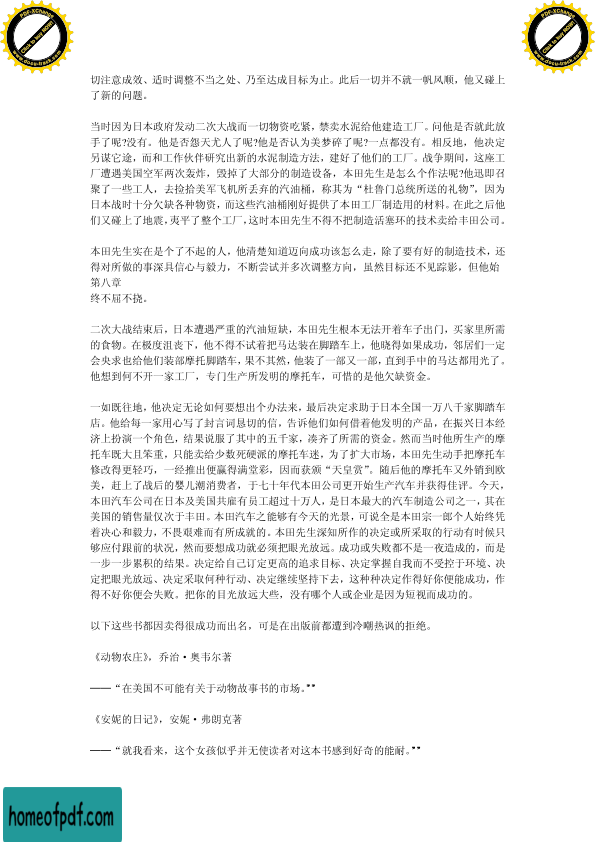 PDF-XChange
Click to buy NOW!
www.docu-track.com
PDF-XChange
Click to buy NOW!
www.docu-track.com
切注意成效、适时调整不当之处、乃至达成目标为止。此后一切并不就一帆风顺，他又碰上
了新的问题。
当时因为日本政府发动二次大战而一切物资吃紧，禁卖水泥给他建造工厂。问他是否就此放
手了呢?没有。他是否怨天尤人了呢?他是否认为美梦碎了呢?一点都没有。相反地，他决定
另谋它途，而和工作伙伴研究出新的水泥制造方法，建好了他们的工厂。战争期间，这座工
厂遭遇美国空军两次轰炸，毁掉了大部分的制造设备，本田先生是怎么个作法呢?他迅即召
聚了一些工人，去捡拾美军飞机所丢弃的汽油桶，称其为“杜鲁门总统所送的礼物”，因为
日本战时十分欠缺各种物资，而这些汽油桶刚好提供了本田工厂制造用的材料。在此之后他
们又碰上了地震，夷平了整个工厂，这时本田先生不得不把制造活塞环的技术卖给丰田公司。
本田先生实在是个了不起的人，他清楚知道迈向成功该怎么走，除了要有好的制造技术，还
得对所做的事深具信心与毅力，不断尝试并多次调整方向，虽然目标还不见踪影，但他始
第八章
终不屈不挠。
二次大战结束后，日本遭遇严重的汽油短缺，本田先生根本无法开着车子出门，买家里所需
的食物。在极度沮丧下，他不得不试着把马达装在脚踏车上，他晓得如果成功，邻居们一定
会央求也给他们装部摩托脚踏车，果不其然，他装了一部又一部，直到手中的马达都用光了。
他想到何不开一家工厂，专门生产所发明的摩托车，可惜的是他欠缺资金。
一如既往地，他决定无论如何要想出个办法来，最后决定求助于日本全国一万八千家脚踏车
店。他给每一家用心写了封言词恳切的信，告诉他们如何借着他发明的产品，在振兴日本经
济上扮演一个角色，结果说服了其中的五千家，凑齐了所需的资金。然而当时他所生产的摩
托车既大且笨重，只能卖给少数死硬派的摩托车迷，为了扩大市场，本田先生动手把摩托车
修改得更轻巧，一经推出便赢得满堂彩，因而获颁“天皇赏”。随后他的摩托车又外销到欧
美，赶上了战后的婴儿潮消费者，于七十年代本田公司更开始生产汽车并获得佳评。今天，
本田汽车公司在日本及美国共雇有员工超过十万人，是日本最大的汽车制造公司之一，其在
美国的销售量仅次于丰田。本田汽车之能够有今天的光景，可说全是本田宗一郎个人始终凭
着决心和毅力，不畏艰难而有所成就的。本田先生深知所作的决定或所采取的行动有时候只
够应付跟前的状况，然而要想成功就必须把眼光放远。成功或失败都不是一夜造成的，而是
一步一步累积的结果。决定给自己订定更高的追求目标、决定掌握自我而不受控于环境、决
定把眼光放远、决定采取何种行动、决定继续坚持下去，这种种决定作得好你便能成功，作
得不好你便会失败。把你的目光放远大些，没有哪个人或企业是因为短视而成功的。
以下这些书都因卖得很成功而出名，可是在出版前都遭到冷嘲热讽的拒绝。
《动物农庄》，乔治·奥韦尔著
——“在美国不可能有关于动物故事书的市场。””
《安妮的日记》，安妮·弗朗克著
——“就我看来，这个女孩似乎并无使读者对这本书感到好奇的能耐。””
homeofpdf.com